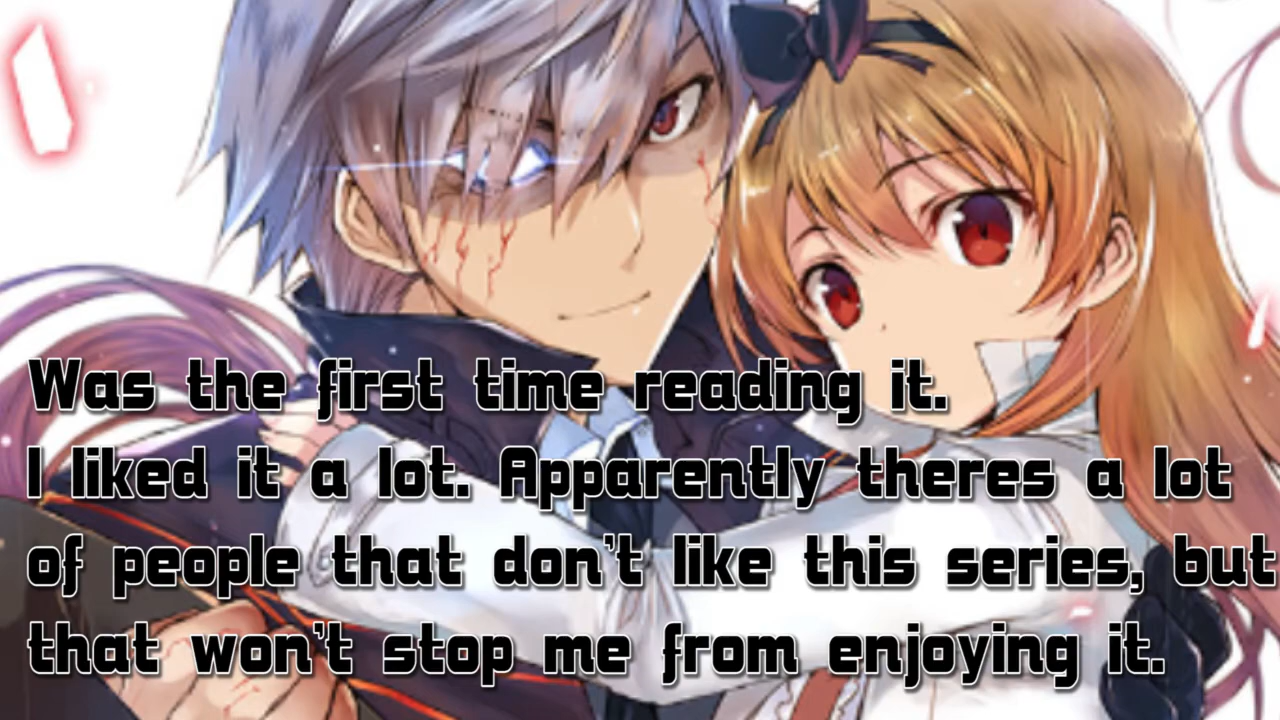 Was the first time reading it.
I liked it a lot. Apparently theres a lot
of people that don't like this series, but
that won't stop me from enjoying it.